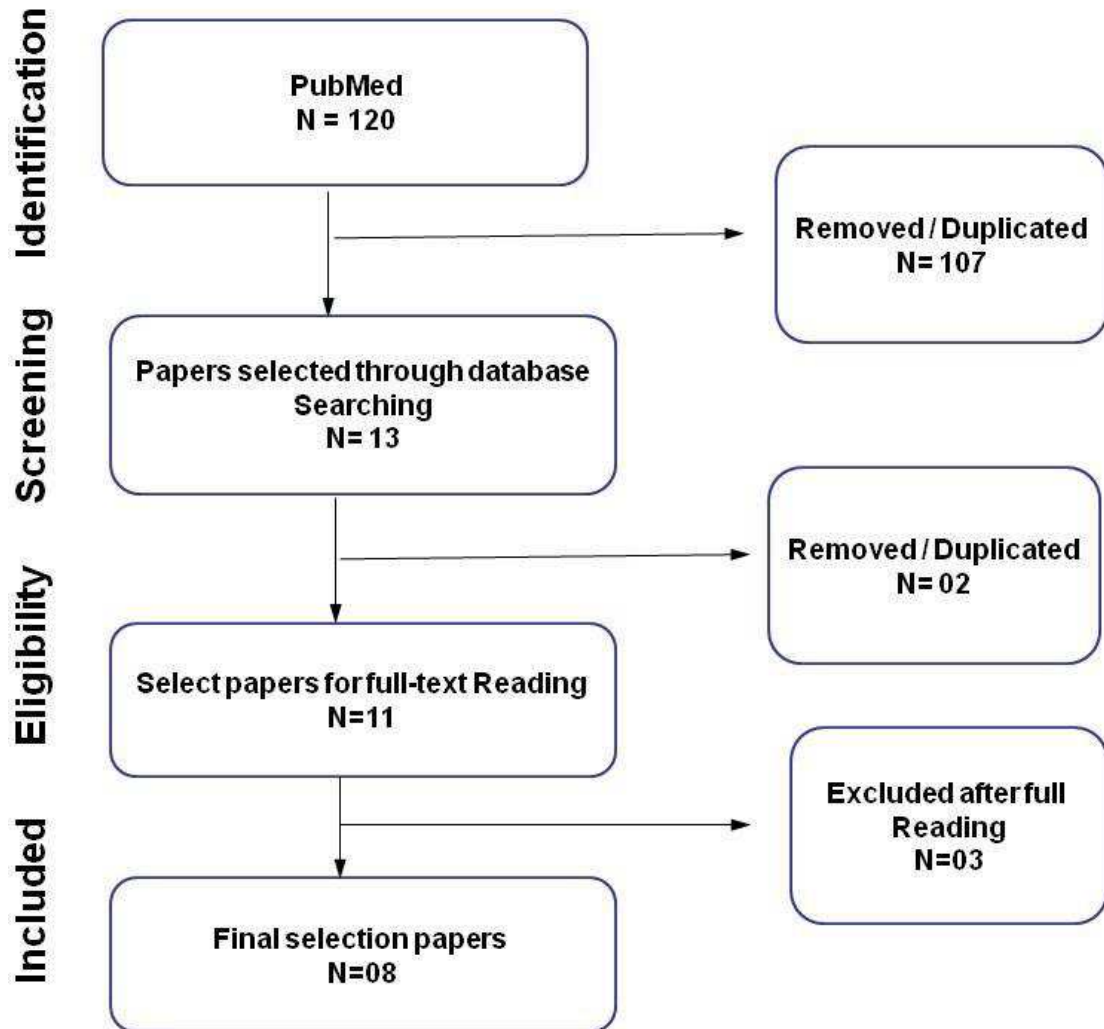 Identification
PubMed
N = 120
Removed / Duplicated
N= 107
Screening
Papers selected through database
Searching
N= 13
Removed / Duplicated
N= 02
Eligibility
Select papers for full-text Reading
N=11
Excluded after full
Reading
N=03
Included
Final selection papers
N=08